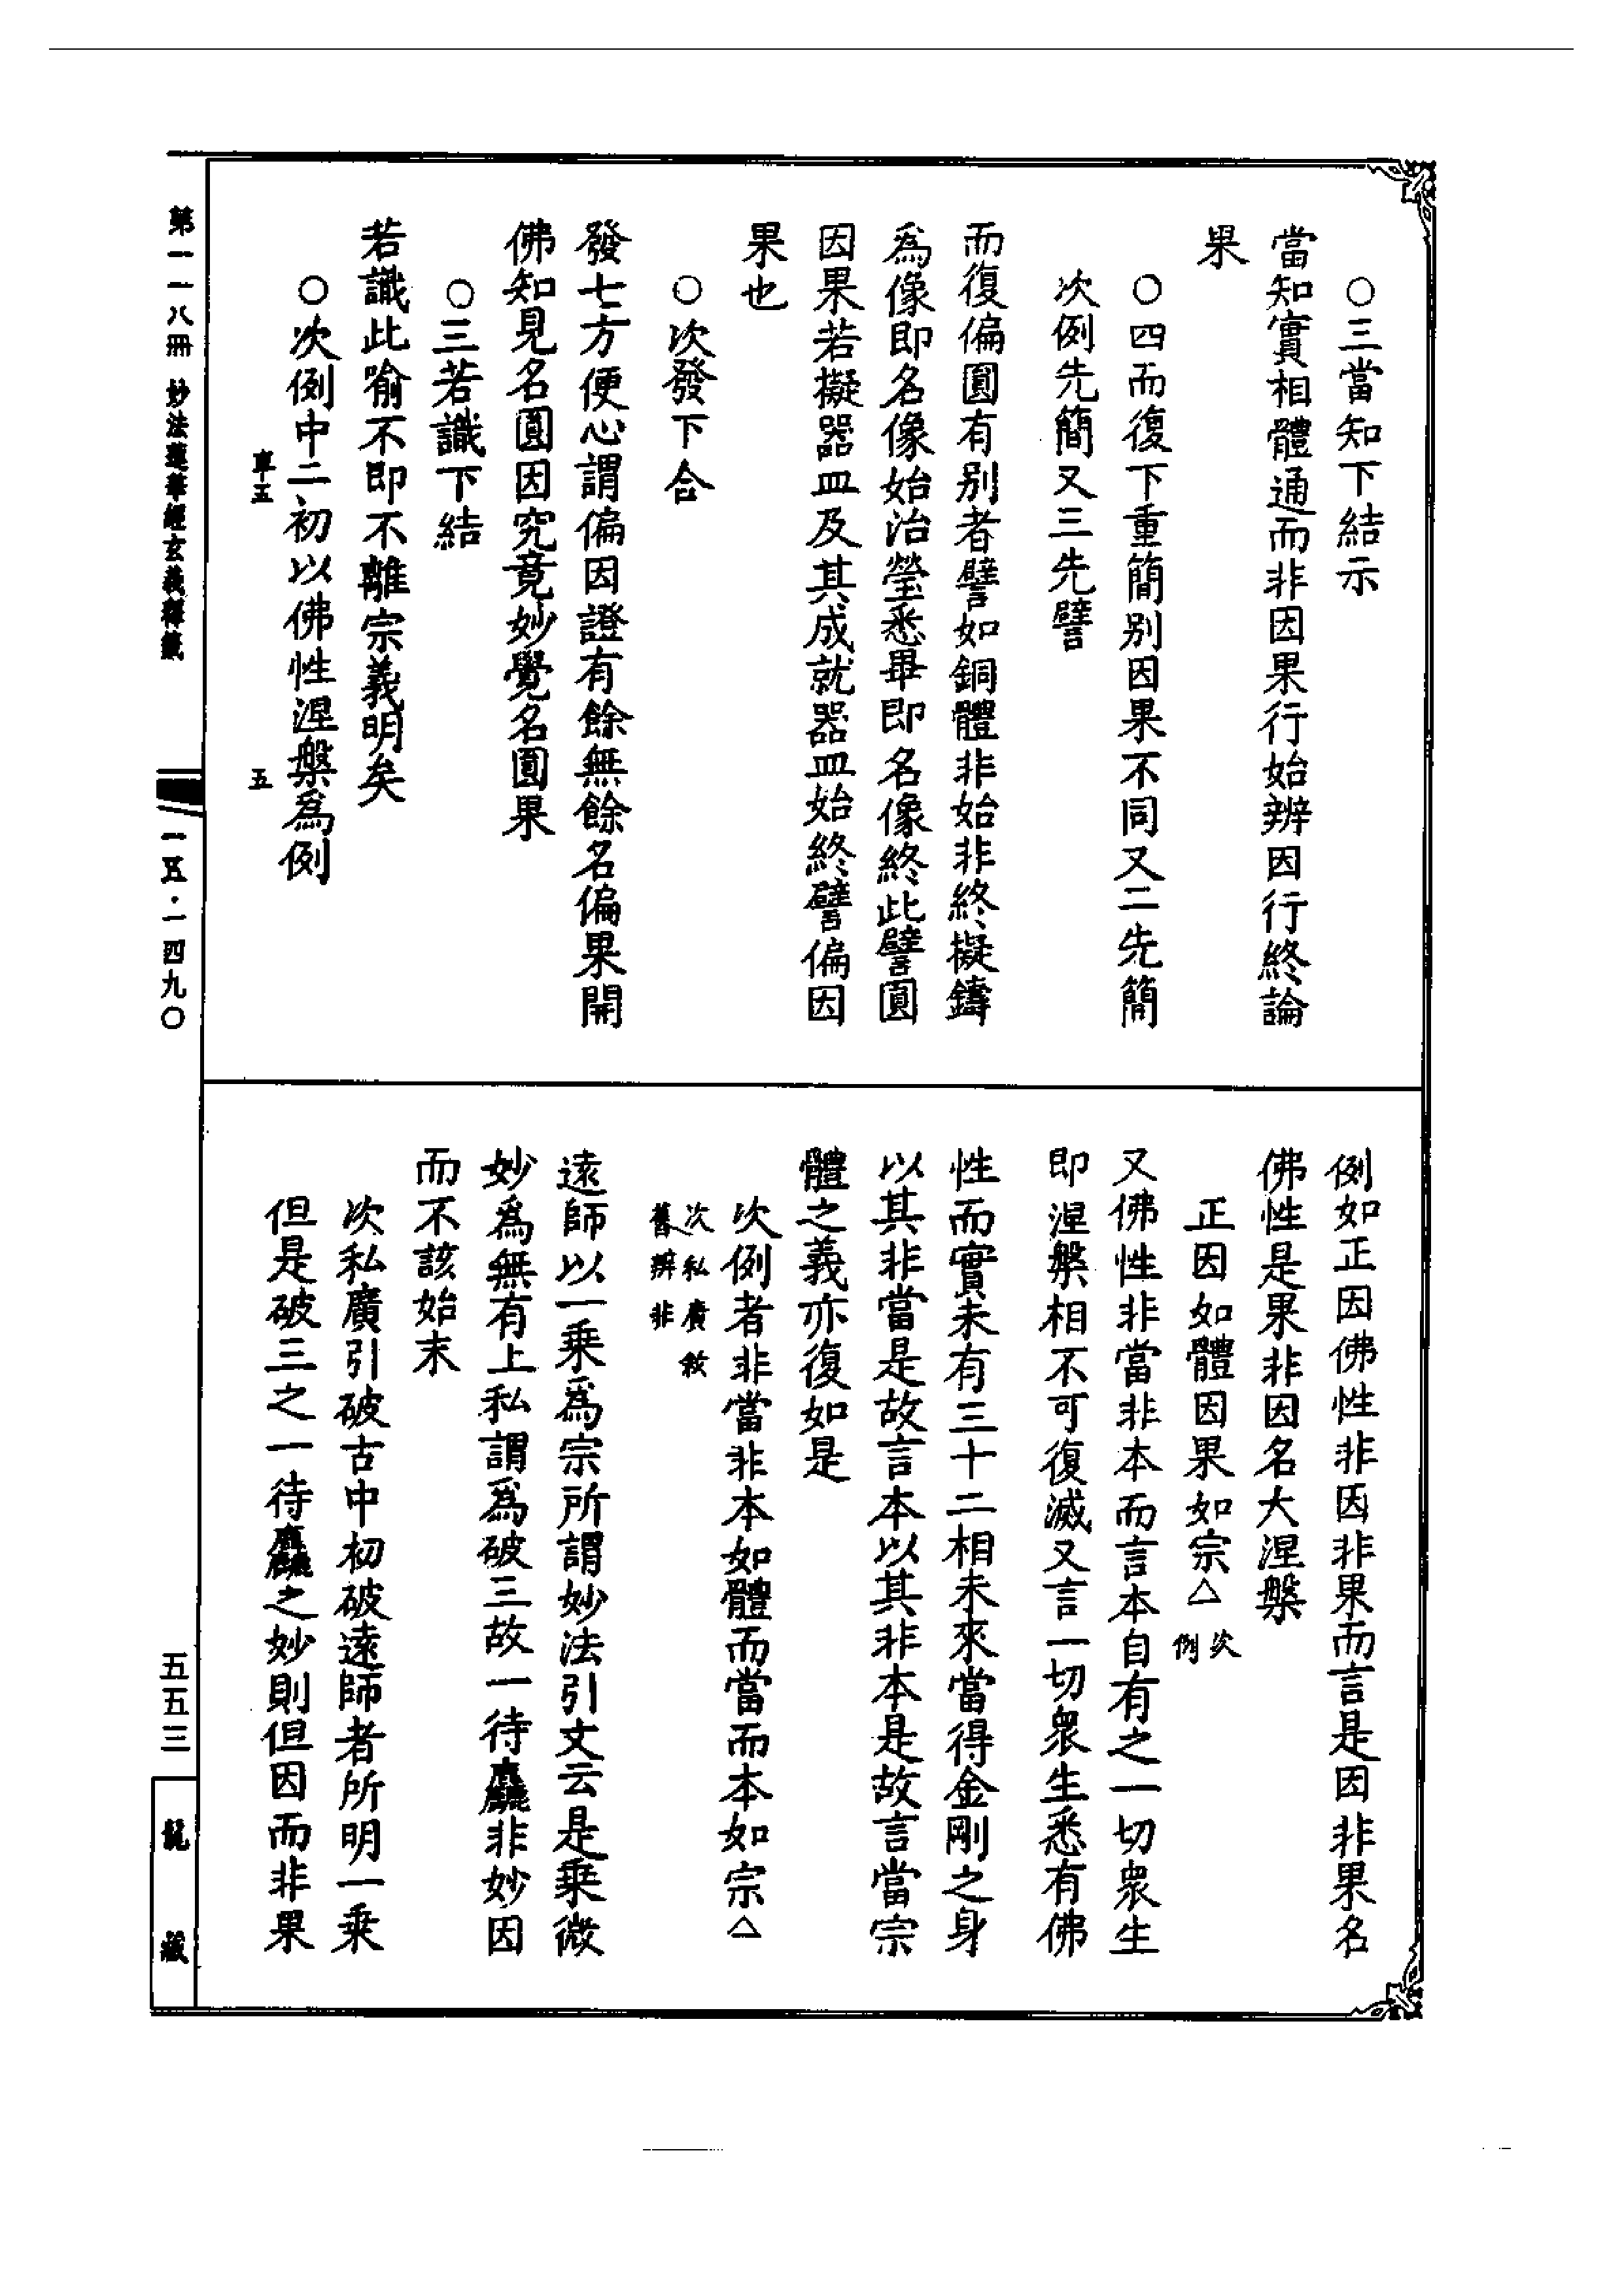 ○三當知下結示
當知實相體通而非因果行始辨因行終論
果
○四而復下重簡别因果不同又二先簡
次例先簡又三先譬
而復偏圓有别者譬如銅體非始非終擬鑄
爲像即名像始治瑩悉畢即名像終此譬圓
因果若擬器皿及其成就器皿始終譬偏因
果也
○次發下合
發七方便心謂偏因證有餘無餘名偏果開
佛知見名圓因究竟妙覺名圓果
○三若識下結
若識此喻不即不離宗義明矣
○次例中二初以佛性涅槃爲例
車五
五
例如正因佛性非因非果而言是因非果名
佛性是果非因名大涅槃
正因如體因果如宗△次例
又佛性非當非本而言本自有之一切衆生
即涅槃相不可復滅又言一切衆生悉有佛
性而實未有三十二相未來當得金剛之身
以其非當是故言本以其非本是故言當宗
體之義亦復如是
次例者非當非本如體而當而本如宗△
次私廣敘
舊辨非
遠師以一乗爲宗所謂妙法引文云是乗微
妙爲無有上私謂爲破三故一待麤非妙因
而不該始末
次私廣引破古中初破遠師者所明一乗
但是破三之一待麤之妙則但因而非果
第一一八冊 妙法蓮華經玄義釋籤
一五·一四九〇
五五三
龍藏